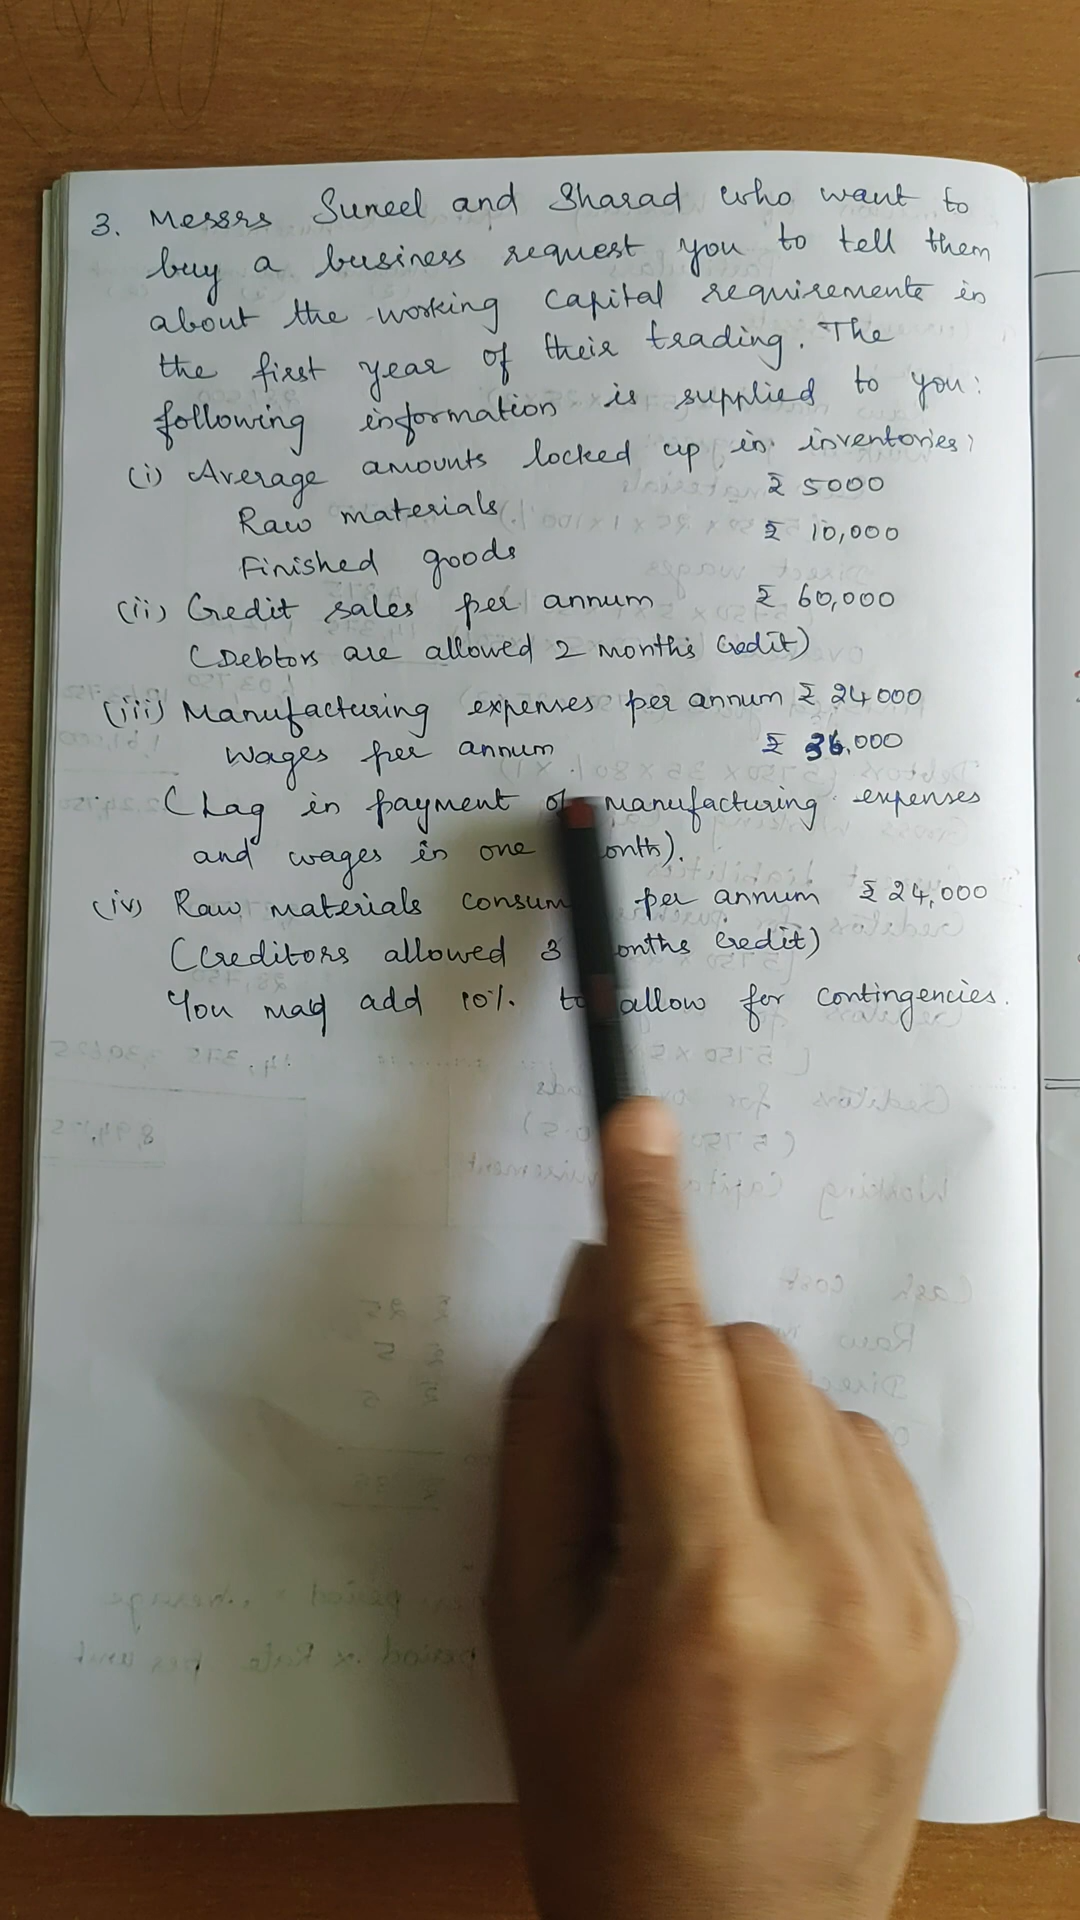 3. Messrs Suneel and Sharad who want to
buy a business request you to tell them
about the working capital requirements in
the first year of their trading. The
following information is supplied to you:
(i) Average amounts locked up in inventories:
Raw materials ₹ 5000
Finished goods ₹ 10,000
(ii) Credit sales per annum ₹ 60,000
(Debtors are allowed 2 months credit)
(iii) Manufacturing expenses per annum ₹ 24000
Wages per annum ₹ 36,000
(Lag in payment of manufacturing expenses
and wages is one onth).
(iv) Raw materials consum per annum ₹ 24,000
(Creditors allowed 3 onths credit)
You may add 10% to allow for contingencies.